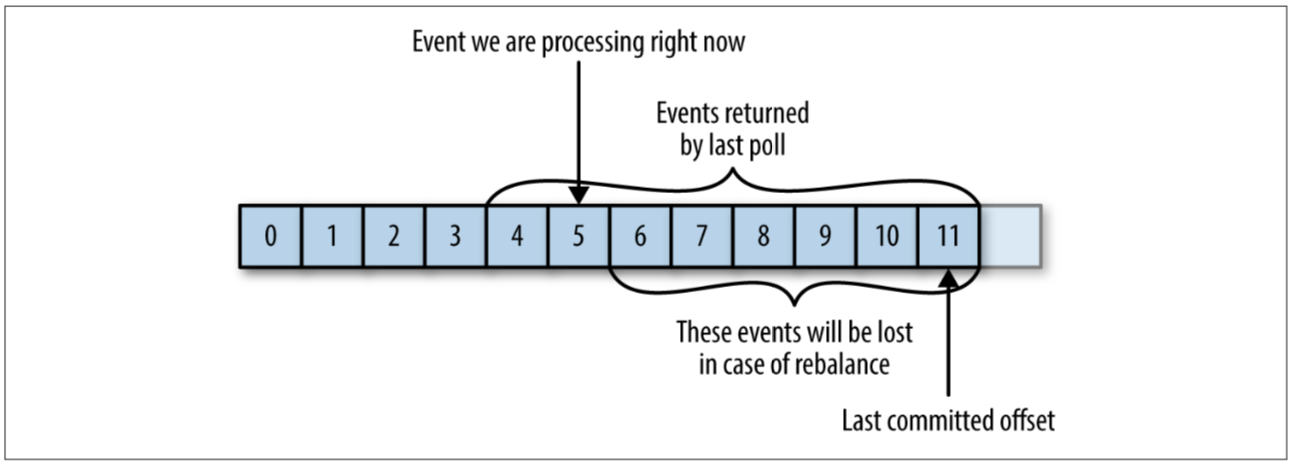 Event we are processing right now
Events returned
by last poll
0 1 2 3 4 5 6 7 8 9 10 11
These events will be lost
in case of rebalance
Last committed offset